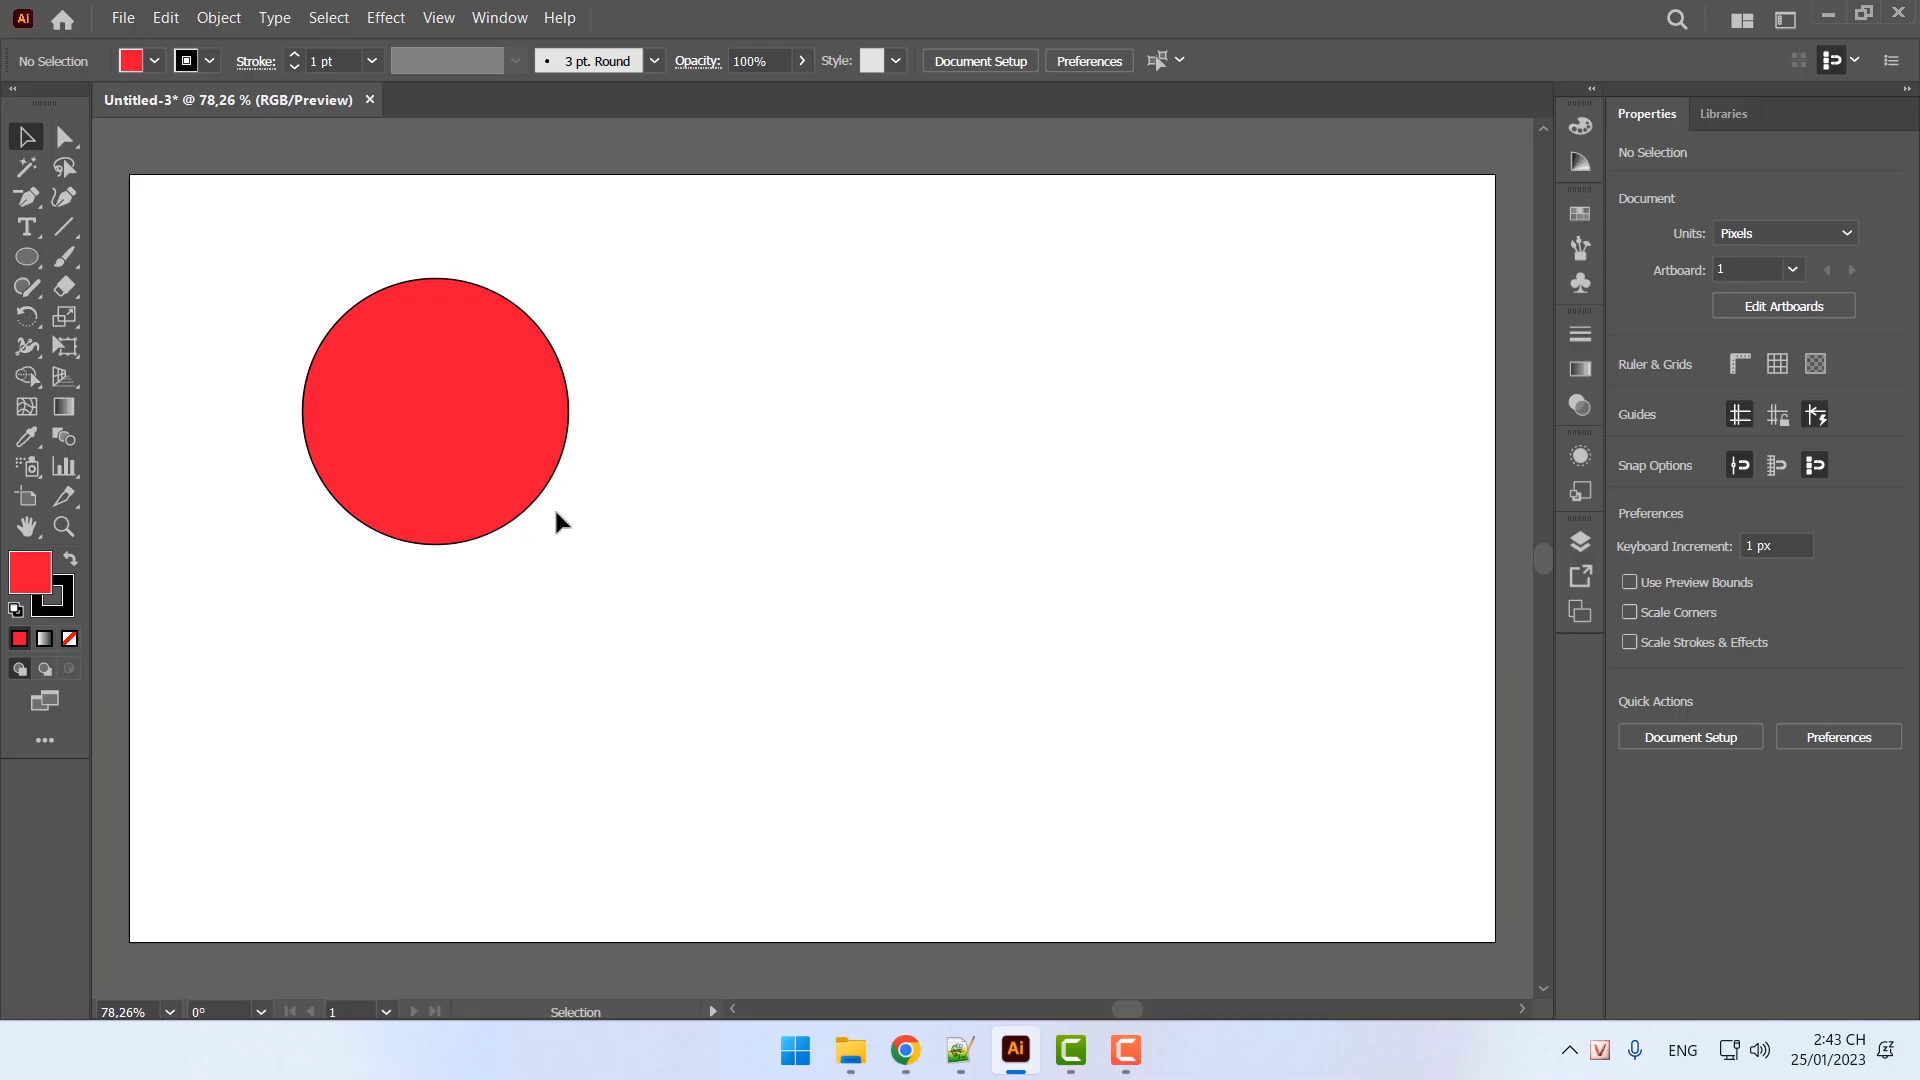 Ai File Edit Object Type Select Effect View Window Help
No Selection Stroke: 1 pt 3 pt. Round Opacity: 100% Style: Document Setup Preferences
Untitled-3* @ 78,26 % (RGB/Preview)
Properties Libraries
No Selection
Document
Units: Pixels
Artboard: 1
Edit Artboards
Ruler & Grids
Guides
Snap Options
Preferences
Keyboard Increment: 1 px
Use Preview Bounds
Scale Corners
Scale Strokes & Effects
Quick Actions
Document Setup Preferences
78,26% 0° 1 Selection
Ai
ENG
2:43 CH
25/01/2023